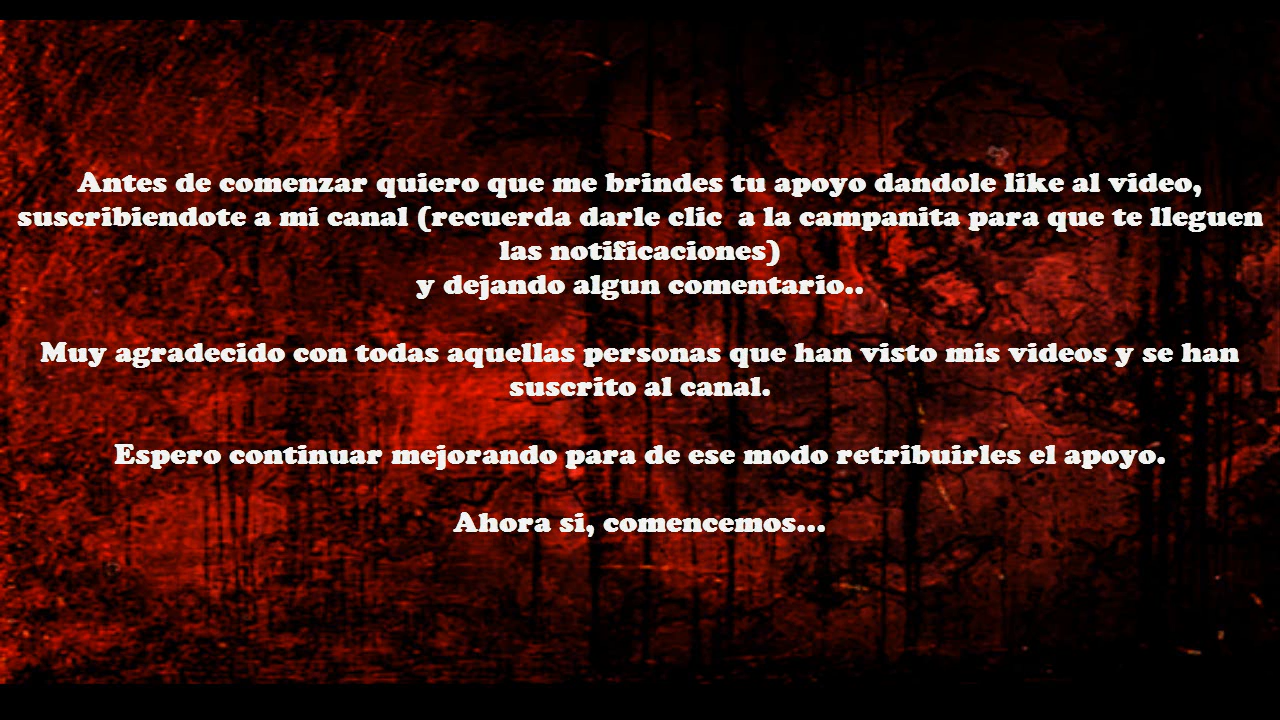 Antes de comenzar quiero que me brindes tu apoyo dandole like al video,
suscribiendote a mi canal (recuerda darle clic  a la campanita para que te lleguen
las notificaciones)
y dejando algun comentario..
Muy agradecido con todas aquellas personas que han visto mis videos y se han
suscrito al canal.
Espero continuar mejorando para de ese modo retribuirles el apoyo.
Ahora si, comencemos...